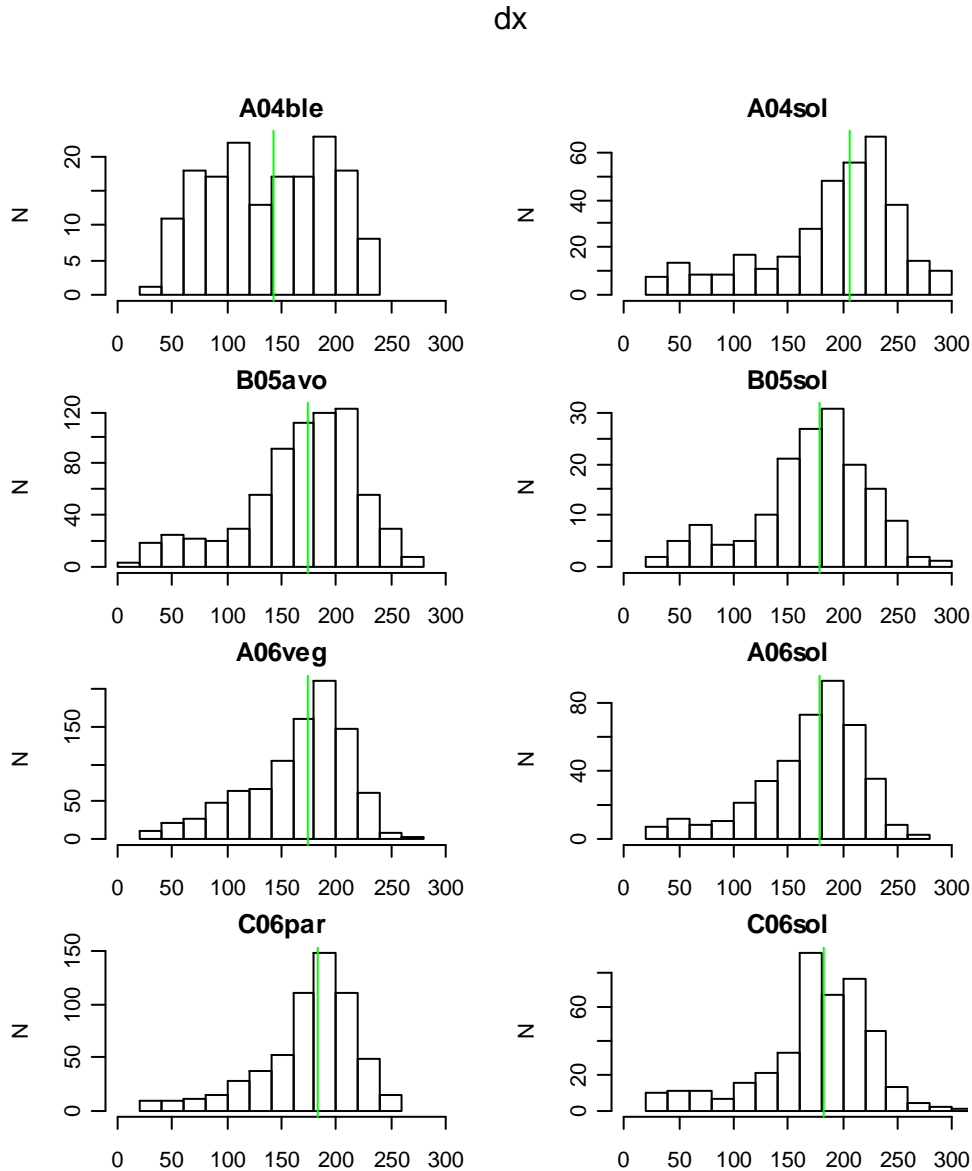 dx
A04ble
N
0 5 10 20
0 50 100 150 200 250 300
A04sol
N
0 20 40 60
0 50 100 150 200 250 300
B05avo
N
0 40 80 120
0 50 100 150 200 250 300
B05sol
N
0 10 20 30
0 50 100 150 200 250 300
A06veg
N
0 50 150
0 50 100 150 200 250 300
A06sol
N
0 40 80
0 50 100 150 200 250 300
C06par
N
0 50 100 150
0 50 100 150 200 250 300
C06sol
N
0 20 60
0 50 100 150 200 250 300